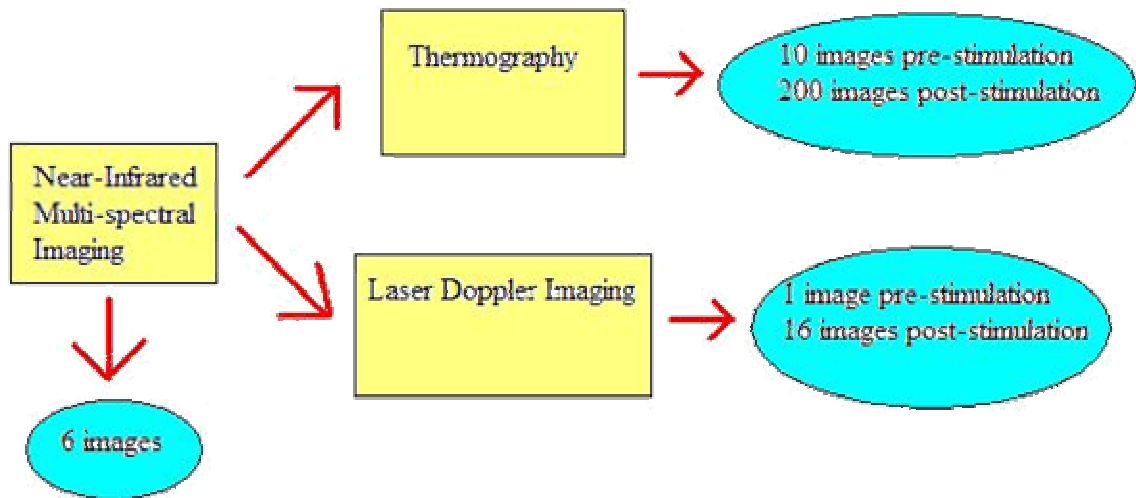 Thermography
10 images pre-stimulation
200 images post-stimulation
Near-Infrared
Multi-spectral
Imaging
Laser Doppler Imaging
1 image pre-stimulation
16 images post-stimulation
6 images